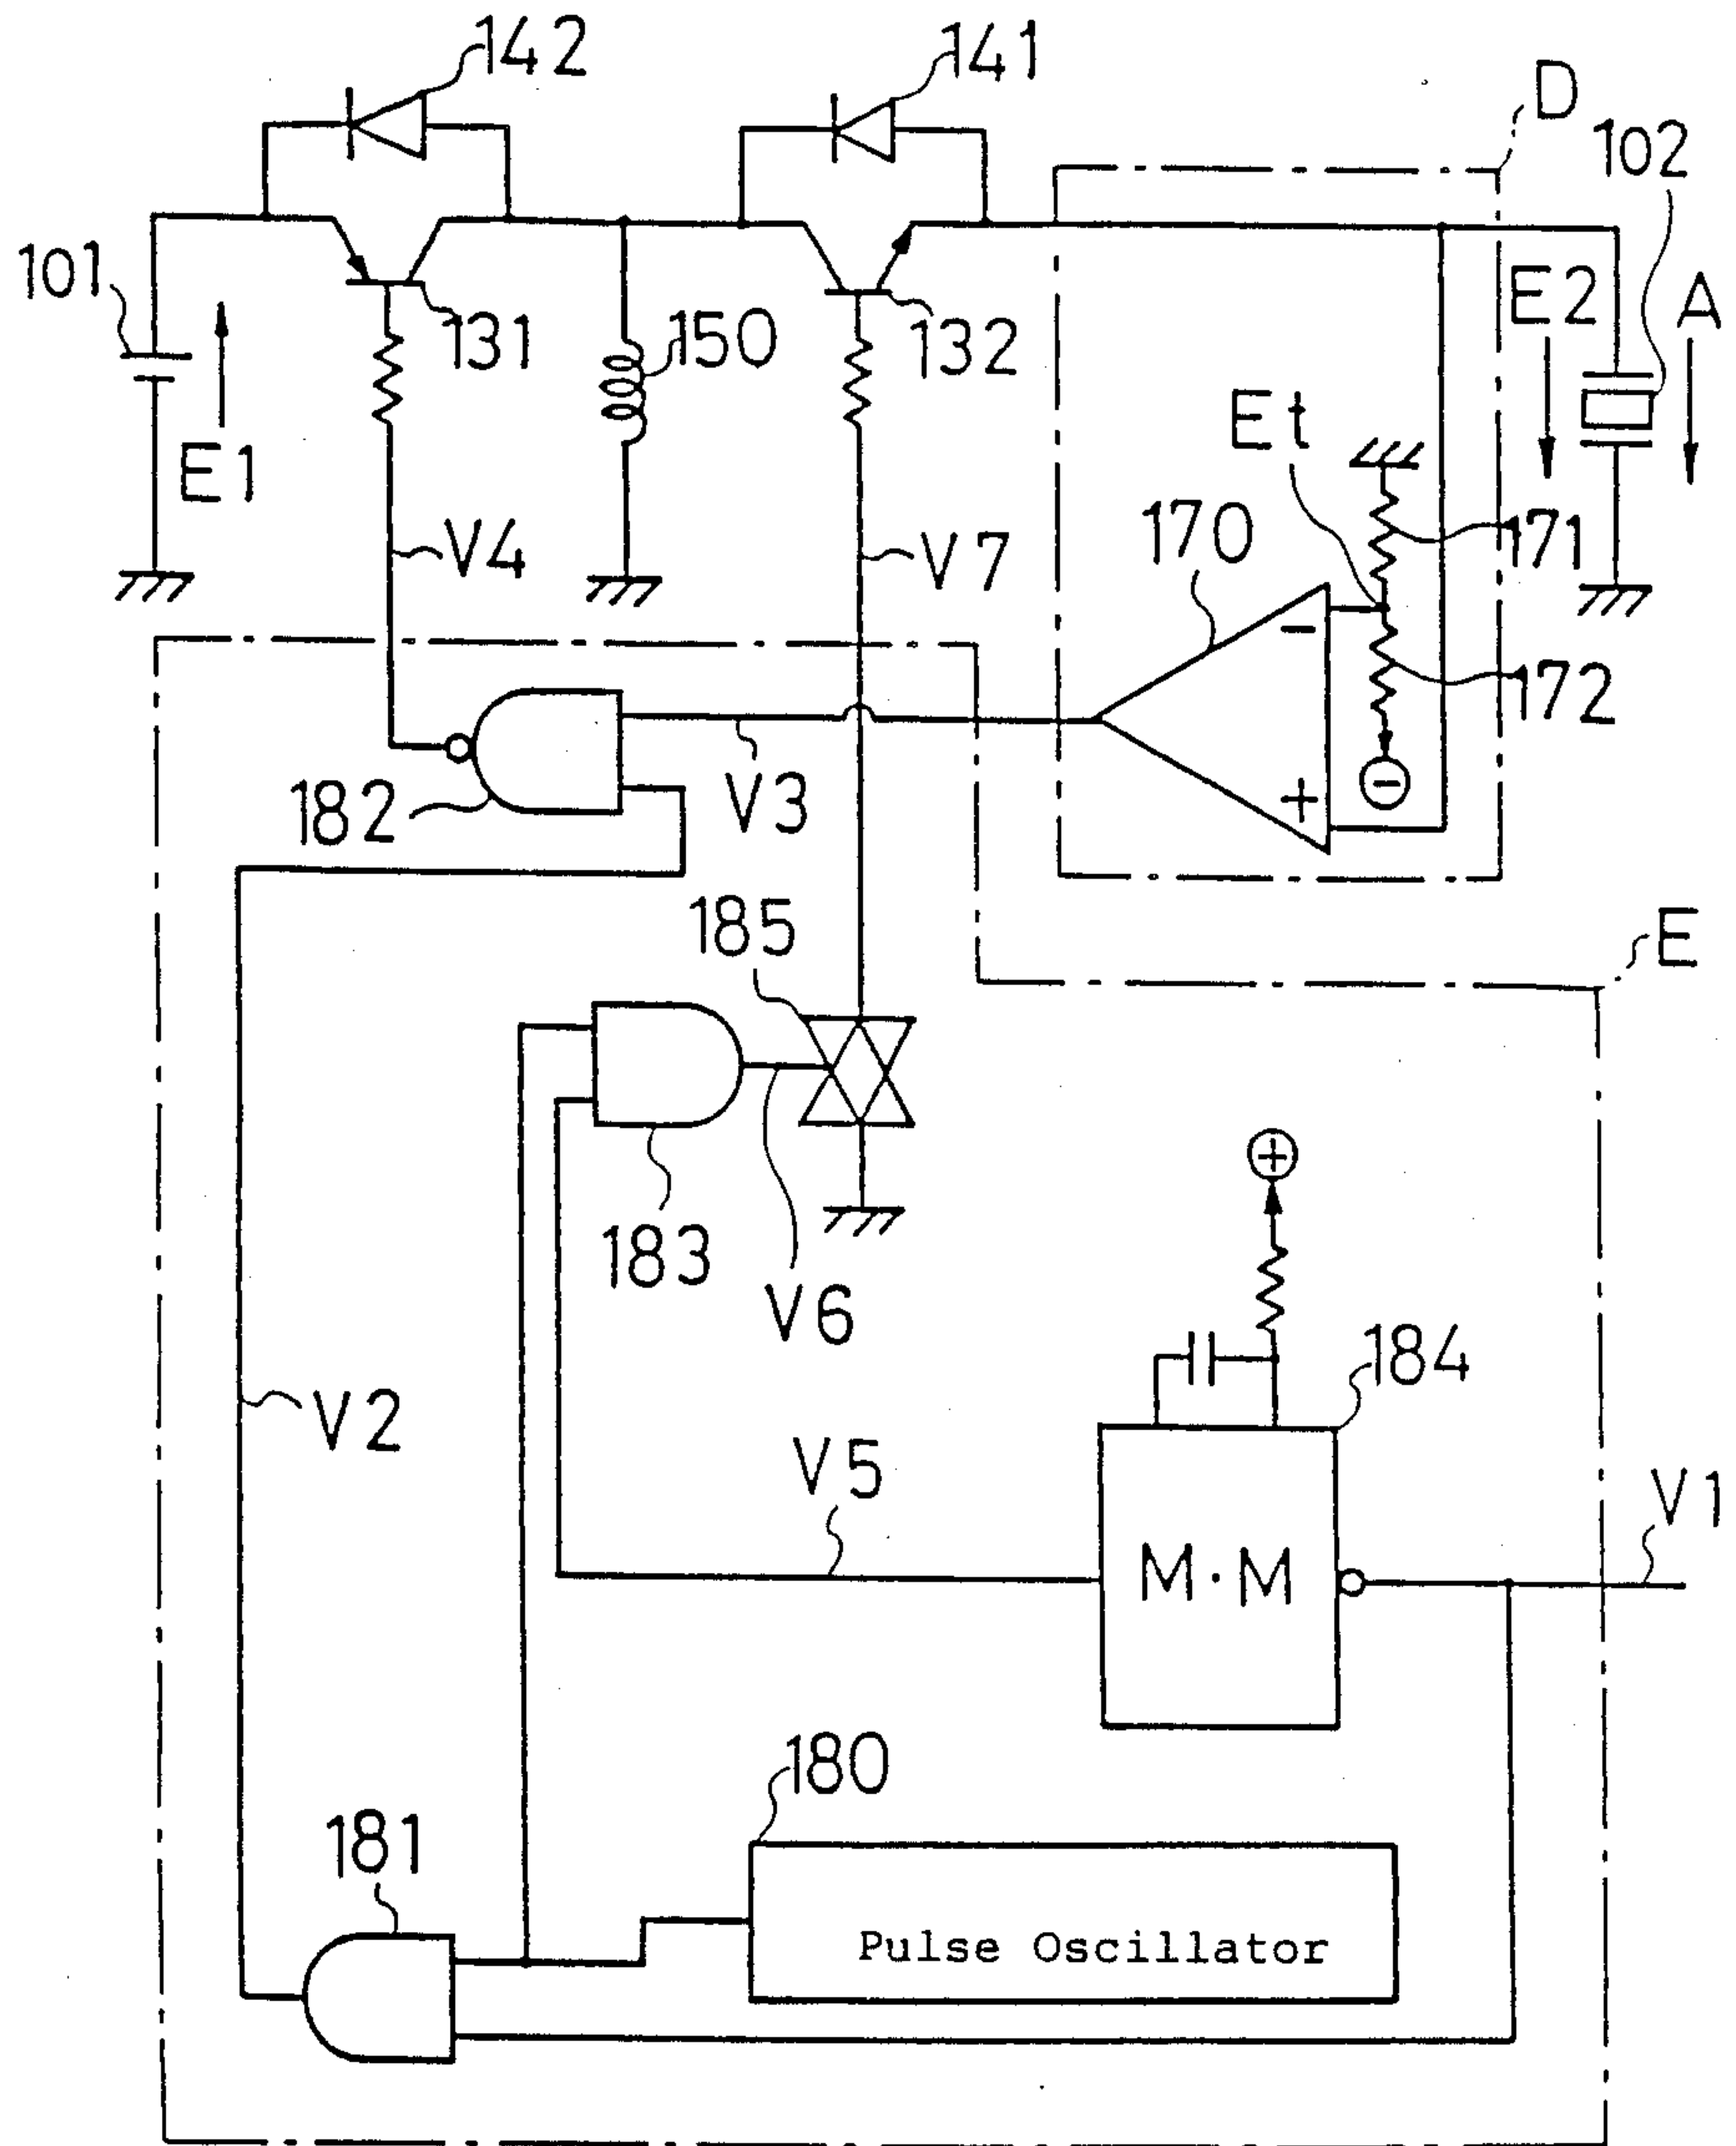 142
141
D
102
101
131
150
132
E2
A
E1
Et
V4
V7
170
171
-
172
+
-
182
V3
185
E
+
183
V6
184
V2
V5
V1
M·M
180
181
Pulse Oscillator